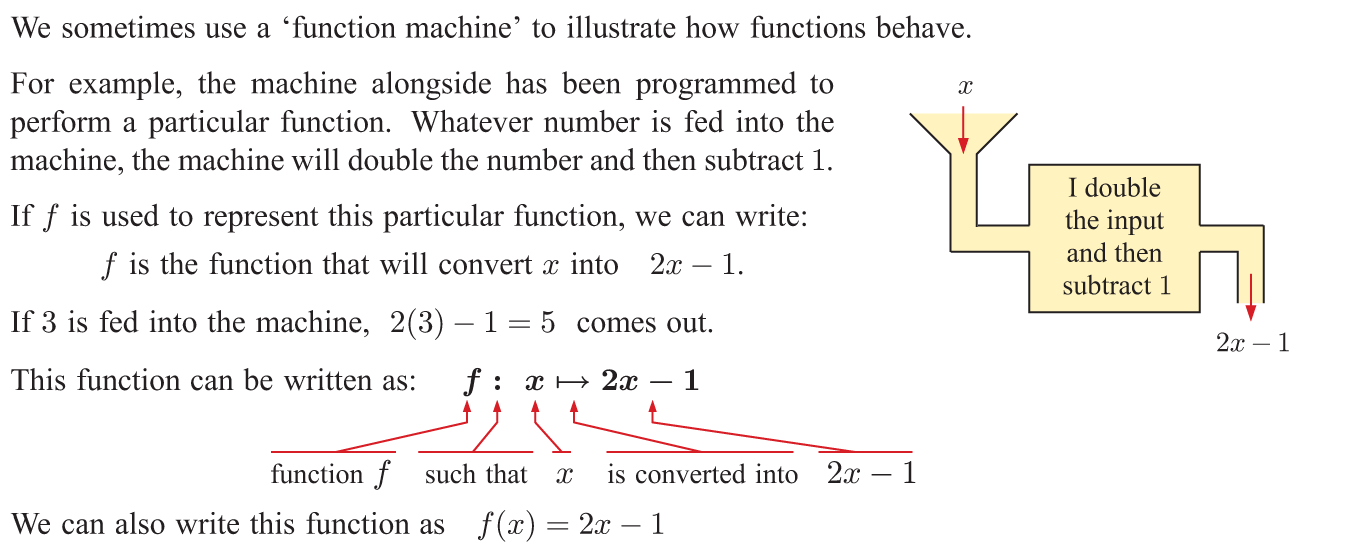 We sometimes use a ‘function machine’ to illustrate how functions behave.
For example, the machine alongside has been programmed to
perform a particular function. Whatever number is fed into the
machine, the machine will double the number and then subtract 1.
If f is used to represent this particular function, we can write:
f is the function that will convert x into 2x − 1.
If 3 is fed into the machine, 2(3) − 1 = 5 comes out.
This function can be written as: f : x ↦ 2x − 1
function f such that x is converted into 2x − 1
We can also write this function as f(x) = 2x − 1
x
I double
the input
and then
subtract 1
2x − 1